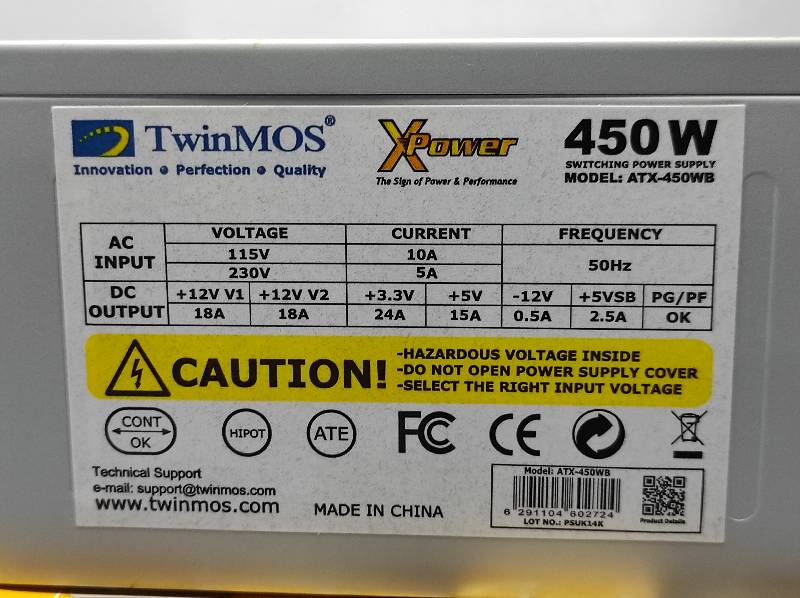 TwinMOS®
Innovation • Perfection • Quality
XPower
The Sign of Power & Performance
450W
SWITCHING POWER SUPPLY
MODEL: ATX-450WB
AC INPUT VOLTAGE CURRENT FREQUENCY
115V 10A 50Hz
230V 5A
DC OUTPUT +12V V1 +12V V2 +3.3V +5V -12V +5VSB PG/PF
18A 18A 24A 15A 0.5A 2.5A OK
CAUTION!
-HAZARDOUS VOLTAGE INSIDE
-DO NOT OPEN POWER SUPPLY COVER
-SELECT THE RIGHT INPUT VOLTAGE
CONT
OK
HIPOT
ATE
FC
CE
Technical Support
e-mail: support@twinmos.com
www.twinmos.com
MADE IN CHINA
Model: ATX-450WB
6 291104 602724
LOT NO.: PSUK14K
Product Details